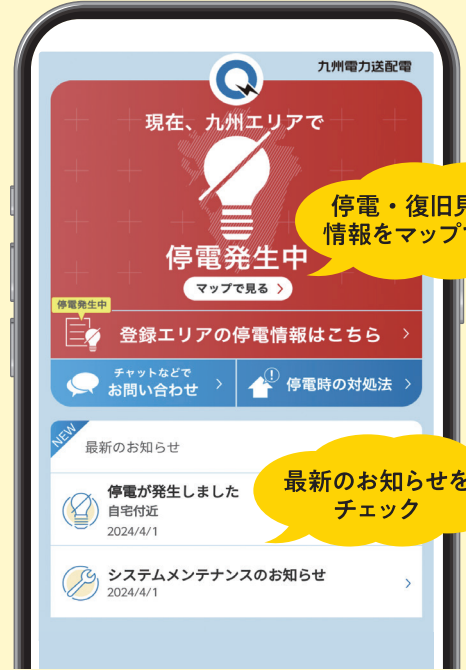 九州電力送配電
現在、九州エリアで
停電発生中
マップで見る
停電・復旧見
情報をマップ
停電発生中
登録エリアの停電情報はこちら
チャットなどで
お問い合わせ
停電時の対処法
NEW
最新のお知らせ
停電が発生しました
自宅付近
2024/4/1
最新のお知らせを
チェック
システムメンテナンスのお知らせ
2024/4/1